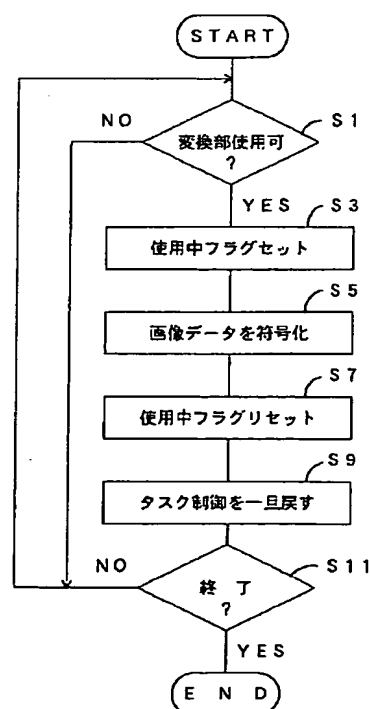 START
S1
NO
変換部使用可
?
YES
S3
使用中フラグセット
S5
画像データを符号化
S7
使用中フラグリセット
S9
タスク制御を一旦戻す
NO
S11
終 了
?
YES
E N D